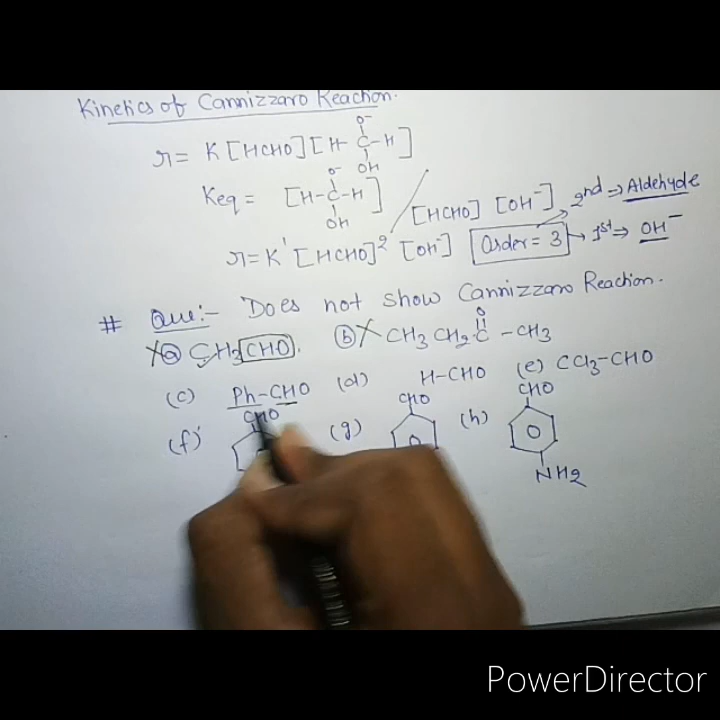 Kinetics of Cannizzaro Reaction.
r = K [HCHO] [H-C-H]
O-
OH
Keq = [H-C-H]
O-
OH
[HCHO] [OH-]
r = K' [HCHO]2 [OH-]
Order = 3
2nd ⇒ Aldehyde
1st ⇒ OH-
# Que:- Does not show Cannizzaro Reaction.
X (a) CH3 CHO. (b) X CH3 CH2 C - CH3
O
(c) Ph-CHO (d) H-CHO (e) CCl3-CHO
(f) CHO (g) CHO (h) CHO
NH2
PowerDirector